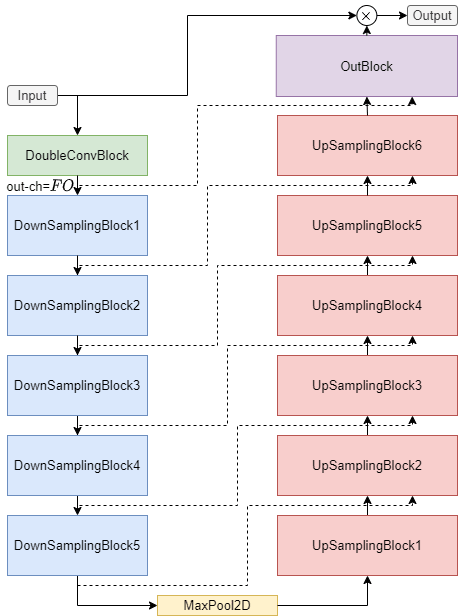 Output
OutBlock
Input
UpSamplingBlock6
DoubleConvBlock
out-ch=FO
DownSamplingBlock1
UpSamplingBlock5
DownSamplingBlock2
UpSamplingBlock4
DownSamplingBlock3
UpSamplingBlock3
DownSamplingBlock4
UpSamplingBlock2
DownSamplingBlock5
UpSamplingBlock1
MaxPool2D